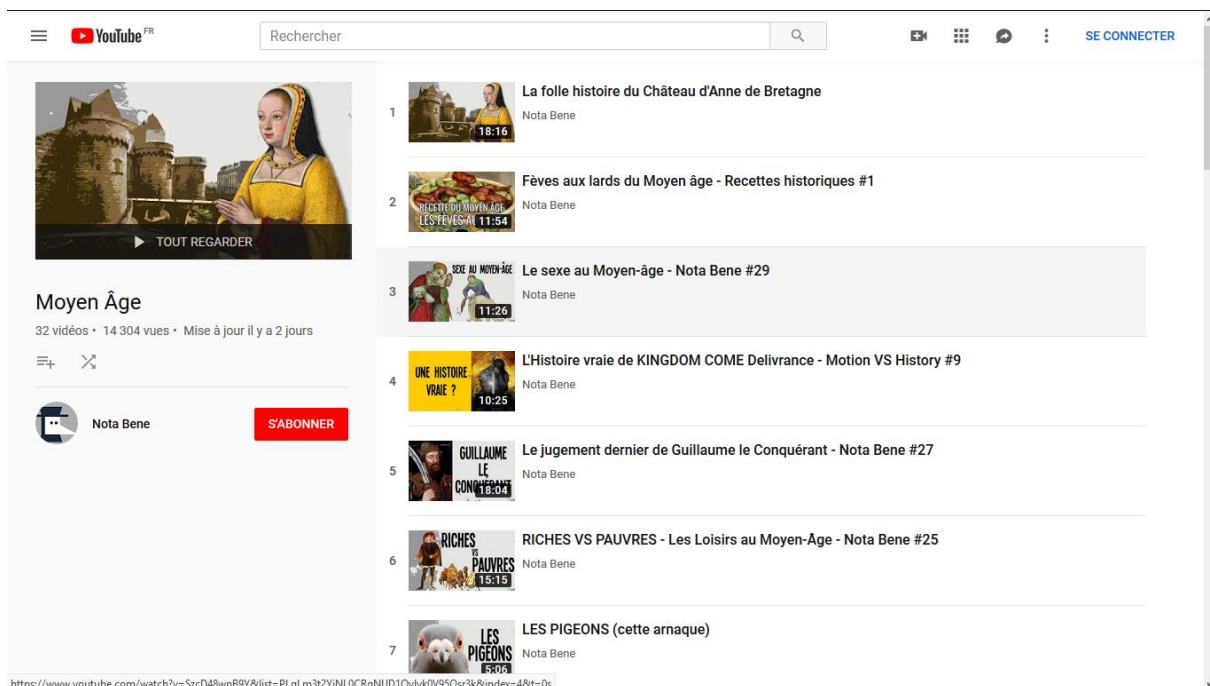 YouTube FR
Rechercher
SE CONNECTER
TOUT REGARDER
Moyen Âge
32 vidéos • 14 304 vues • Mise à jour il y a 2 jours
Nota Bene
S'ABONNER
1
18:16
La folle histoire du Château d'Anne de Bretagne
Nota Bene
2
RECETTE DU MOYEN ÂGE
LES FÈVES AU
11:54
Fèves aux lards du Moyen âge - Recettes historiques #1
Nota Bene
3
SEXE AU MOYEN-ÂGE
11:26
Le sexe au Moyen-âge - Nota Bene #29
Nota Bene
4
UNE HISTOIRE
VRAIE ?
10:25
L'Histoire vraie de KINGDOM COME Delivrance - Motion VS History #9
Nota Bene
5
GUILLAUME
LE
CONQUERANT
18:04
Le jugement dernier de Guillaume le Conquérant - Nota Bene #27
Nota Bene
6
RICHES
VS
PAUVRES
15:15
RICHES VS PAUVRES - Les Loisirs au Moyen-Âge - Nota Bene #25
Nota Bene
7
LES
PIGEONS
5:06
LES PIGEONS (cette arnaque)
Nota Bene